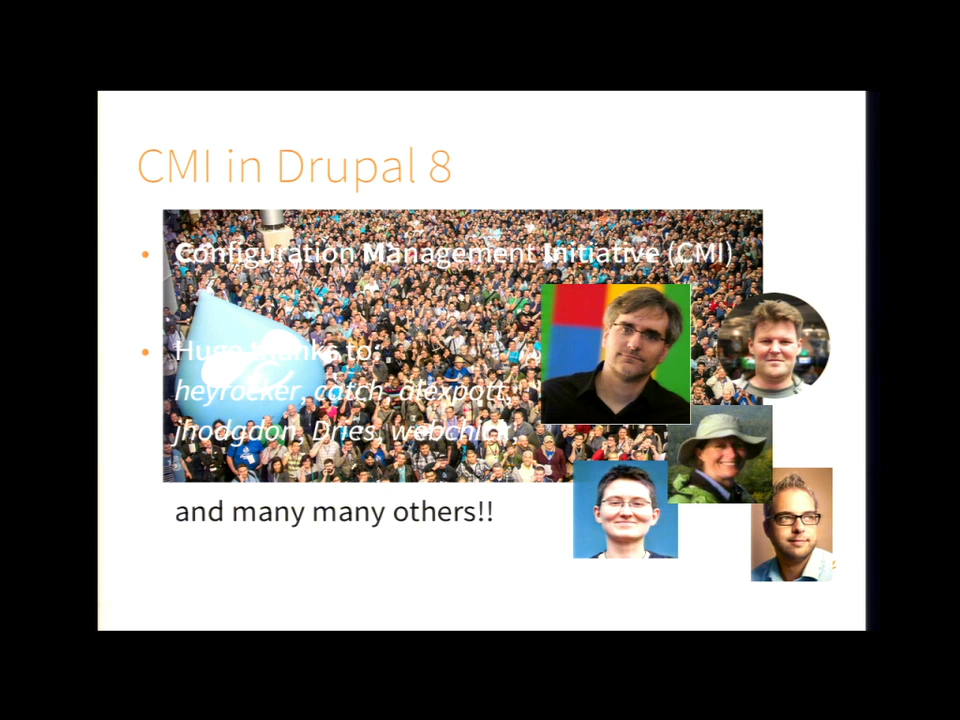 CMI in Drupal 8
• Configuration Management Initiative (CMI)
• Huge thanks to:
heyrocker, catch, alexpott,
jhodgdon, Dries, webchick,
and many many others!!